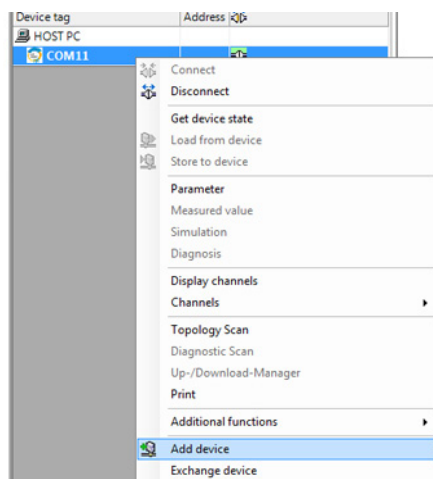 Device tag Address
HOST PC
COM11
Connect
Disconnect
Get device state
Load from device
Store to device
Parameter
Measured value
Simulation
Diagnosis
Display channels
Channels
Topology Scan
Diagnostic Scan
Up-/Download-Manager
Print
Additional functions
Add device
Exchange device